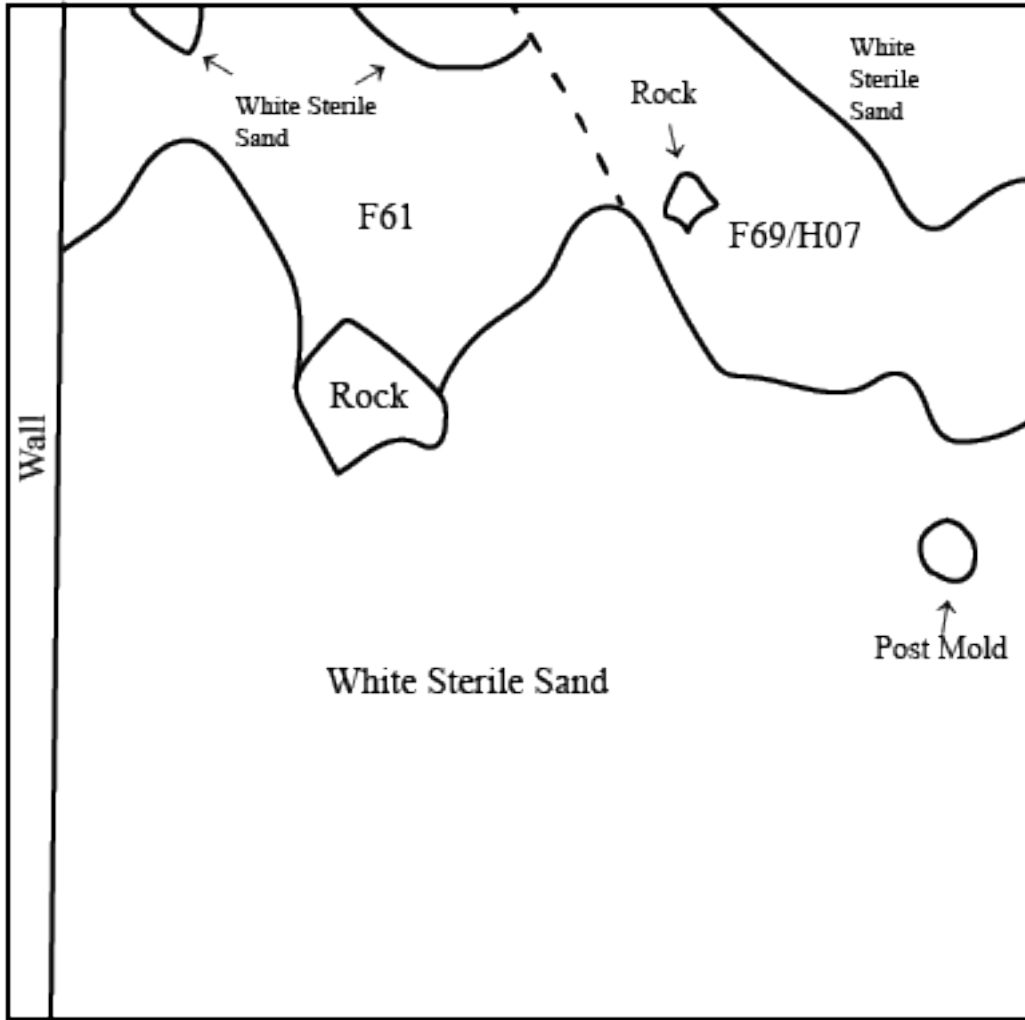 White
Sterile
Sand
Rock
White Sterile
Sand
F61
F69/H07
Rock
Wall
Post Mold
White Sterile Sand